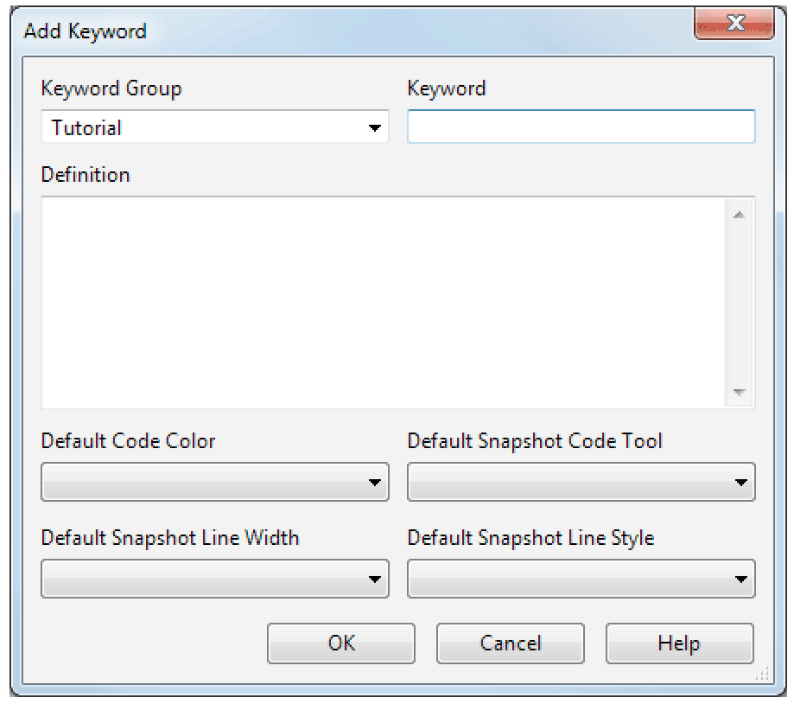 Add Keyword
Keyword Group
Keyword
Tutorial
Definition
Default Code Color
Default Snapshot Code Tool
Default Snapshot Line Width
Default Snapshot Line Style
OK
Cancel
Help